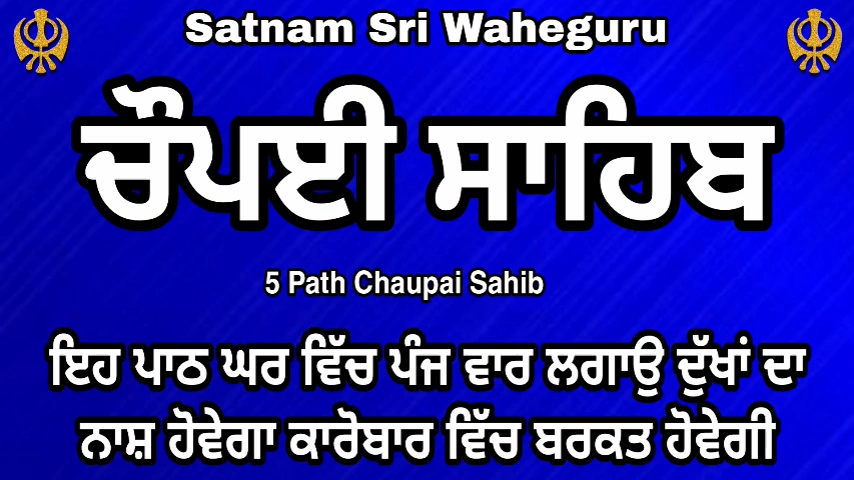 Satnam Sri Waheguru
ਚੌਪਈ ਸਾਹਿਬ
5 Path Chaupai Sahib
ਇਹ ਪਾਠ ਘਰ ਵਿੱਚ ਪੰਜ ਵਾਰ ਲਗਾਉ ਦੁੱਖਾਂ ਦਾ
ਨਾਸ਼ ਹੋਵੇਗਾ ਕਾਰੋਬਾਰ ਵਿੱਚ ਬਰਕਤ ਹੋਵੇਗੀ